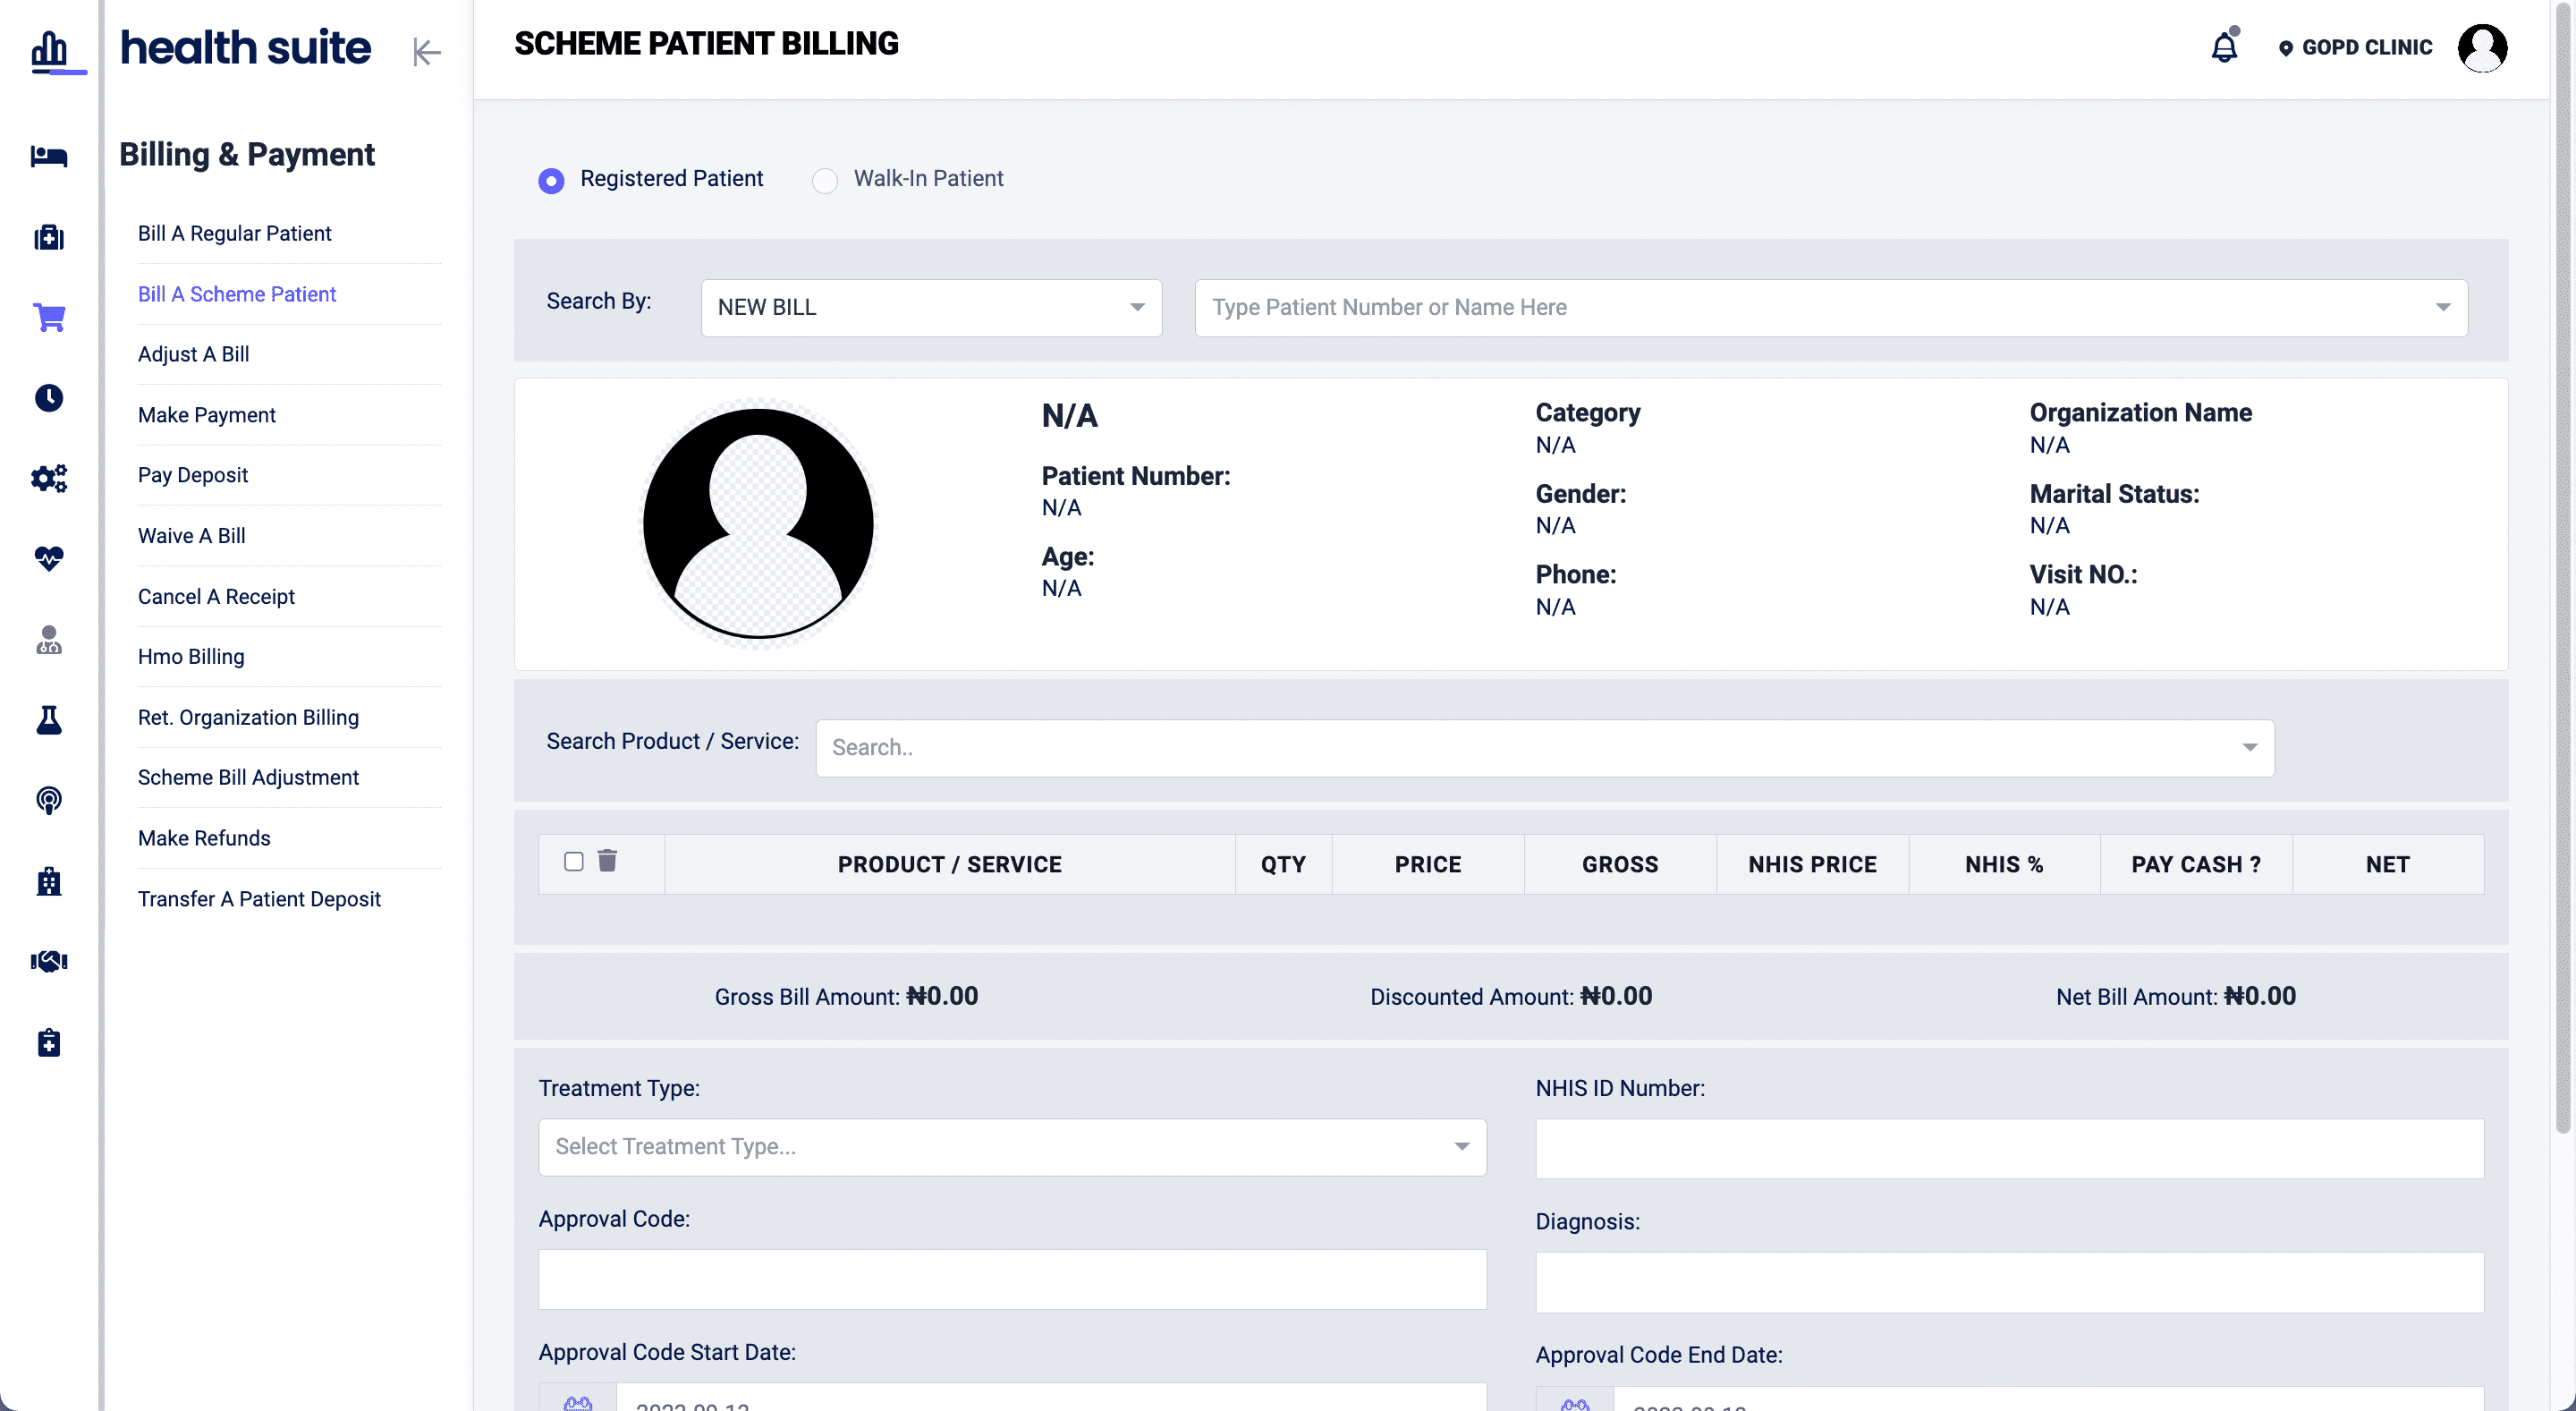 health suite
SCHEME PATIENT BILLING
GOPD CLINIC
Billing & Payment
Bill A Regular Patient
Bill A Scheme Patient
Adjust A Bill
Make Payment
Pay Deposit
Waive A Bill
Cancel A Receipt
Hmo Billing
Ret. Organization Billing
Scheme Bill Adjustment
Make Refunds
Transfer A Patient Deposit
Registered Patient Walk-In Patient
Search By: NEW BILL Type Patient Number or Name Here
N/A
Patient Number:
N/A
Age:
N/A
Category
N/A
Gender:
N/A
Phone:
N/A
Organization Name
N/A
Marital Status:
N/A
Visit NO.:
N/A
Search Product / Service: Search..
PRODUCT / SERVICE QTY PRICE GROSS NHIS PRICE NHIS % PAY CASH ? NET
Gross Bill Amount: ₦0.00 Discounted Amount: ₦0.00 Net Bill Amount: ₦0.00
Treatment Type: NHIS ID Number:
Select Treatment Type...
Approval Code: Diagnosis:
Approval Code Start Date: Approval Code End Date: